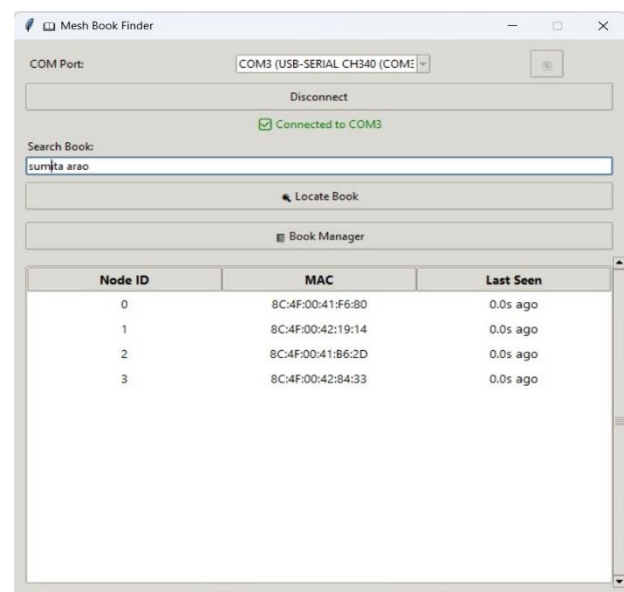 Mesh Book Finder
COM Port: COM3 (USB-SERIAL CH340 (COM3
Disconnect
Connected to COM3
Search Book:
sumita arao
Locate Book
Book Manager
Node ID MAC Last Seen
0 8C:4F:00:41:F6:80 0.0s ago
1 8C:4F:00:42:19:14 0.0s ago
2 8C:4F:00:41:B6:2D 0.0s ago
3 8C:4F:00:42:84:33 0.0s ago